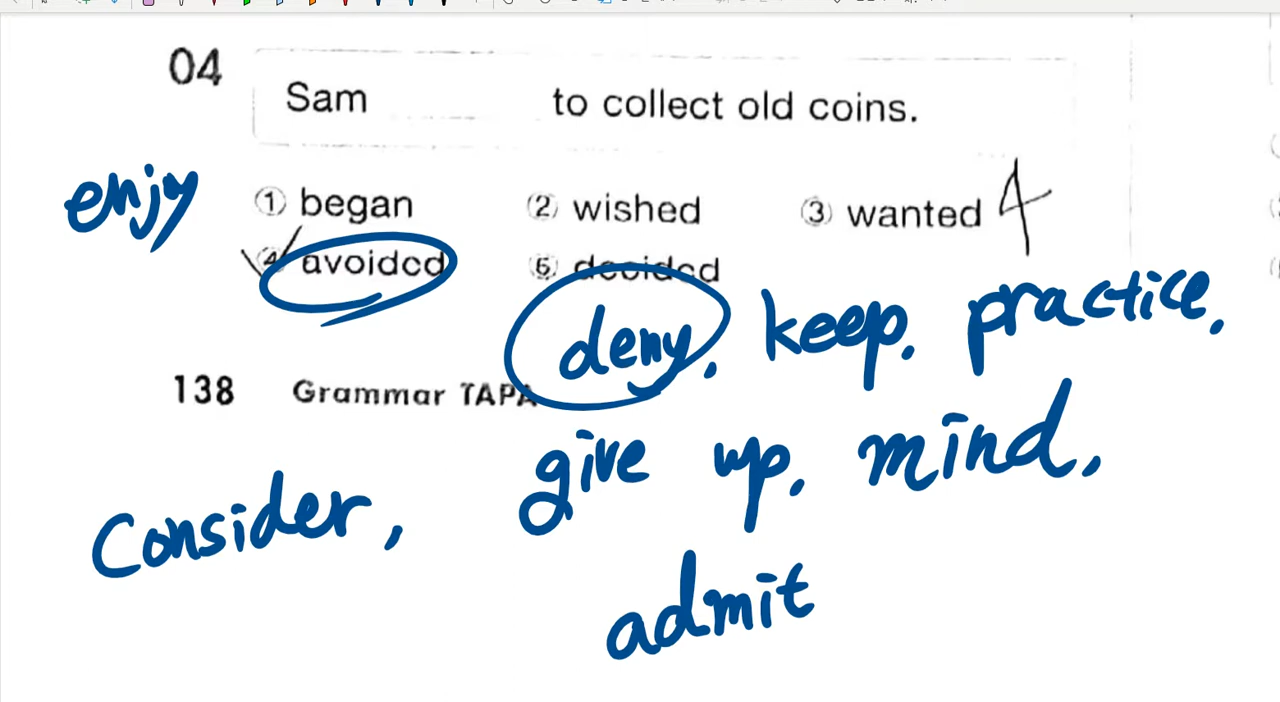 04
Sam to collect old coins.
enjy
① began ② wished ③ wanted 4
④ avoided ⑤ decided
deny, keep, practice,
138 Grammar TAPA
give up, mind,
Consider,
admit